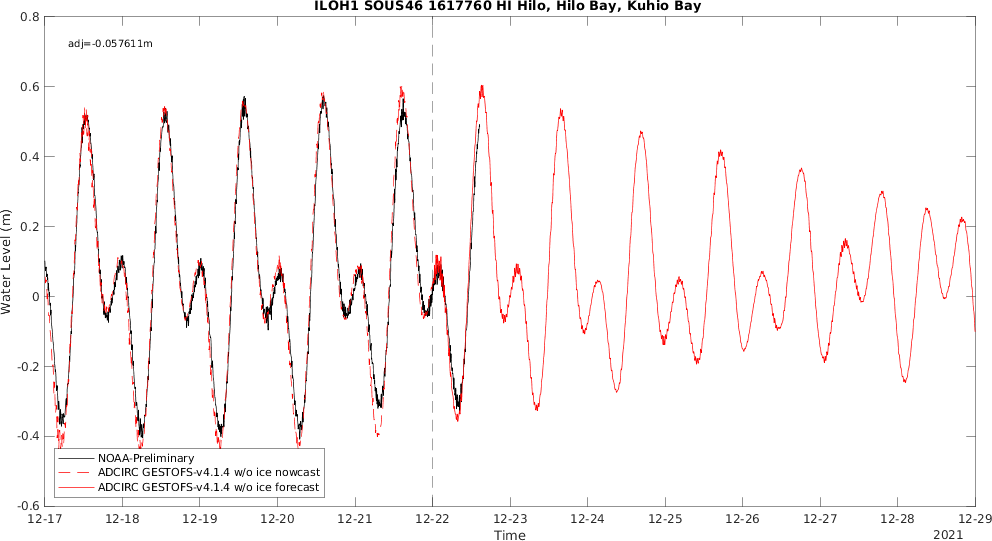 ILOH1 SOUS46 1617760 HI Hilo, Hilo Bay, Kuhio Bay
adj=-0.057611m
0.8
0.6
0.4
0.2
0
-0.2
-0.4
-0.6
Water Level (m)
NOAA-Preliminary
ADCIRC GESTOFS-v4.1.4 w/o ice nowcast
ADCIRC GESTOFS-v4.1.4 w/o ice forecast
12-17 12-18 12-19 12-20 12-21 12-22 12-23 12-24 12-25 12-26 12-27 12-28 12-29
Time
2021